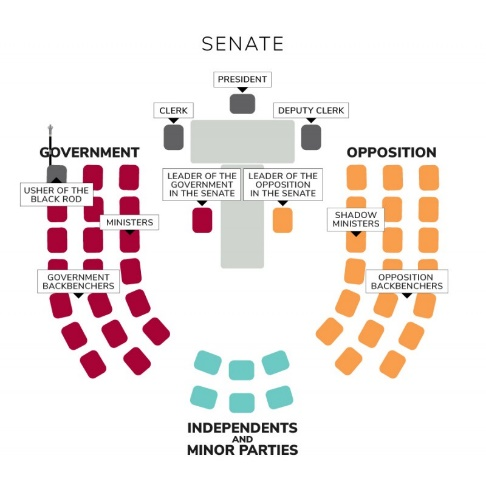 SENATE
PRESIDENT
CLERK
DEPUTY CLERK
GOVERNMENT
OPPOSITION
USHER OF THE
BLACK ROD
LEADER OF THE
GOVERNMENT
IN THE SENATE
LEADER OF THE
OPPOSITION
IN THE SENATE
MINISTERS
SHADOW
MINISTERS
GOVERNMENT
BACKBENCHERS
OPPOSITION
BACKBENCHERS
INDEPENDENTS
AND
MINOR PARTIES